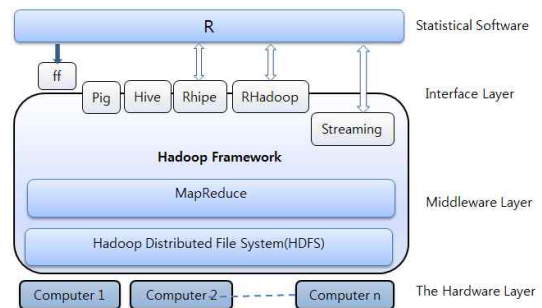 R
Statistical Software
ff
Pig
Hive
Rhipe
RHadoop
Interface Layer
Streaming
Hadoop Framework
MapReduce
Middleware Layer
Hadoop Distributed File System(HDFS)
Computer 1
Computer 2
Computer n
The Hardware Layer